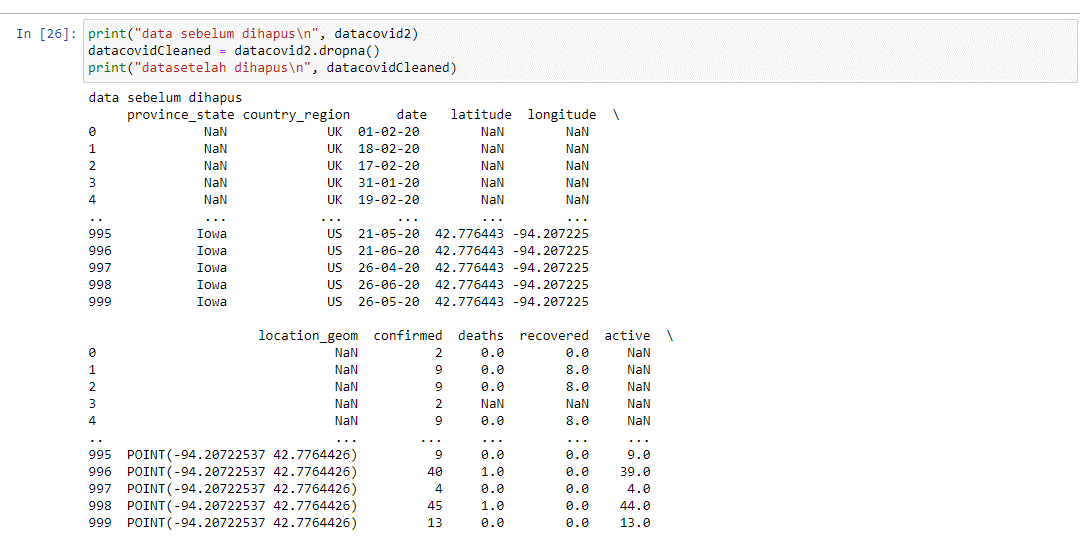 In [26]: print("data sebelum dihapus\n", datacovid2)
datacovidCleaned = datacovid2.dropna()
print("datasetelah dihapus\n", datacovidCleaned)
data sebelum dihapus
province_state country_region date latitude longitude \
0 NaN UK 01-02-20 NaN NaN
1 NaN UK 18-02-20 NaN NaN
2 NaN UK 17-02-20 NaN NaN
3 NaN UK 31-01-20 NaN NaN
4 NaN UK 19-02-20 NaN NaN
.. ... ... ... ... ...
995 Iowa US 21-05-20 42.776443 -94.207225
996 Iowa US 21-06-20 42.776443 -94.207225
997 Iowa US 26-04-20 42.776443 -94.207225
998 Iowa US 26-06-20 42.776443 -94.207225
999 Iowa US 26-05-20 42.776443 -94.207225
location_geom confirmed deaths recovered active \
0 NaN 2 0.0 0.0 NaN
1 NaN 9 0.0 8.0 NaN
2 NaN 9 0.0 8.0 NaN
3 NaN 2 NaN NaN NaN
4 NaN 9 0.0 8.0 NaN
.. ... ... ... ... ...
995 POINT(-94.20722537 42.7764426) 9 0.0 0.0 9.0
996 POINT(-94.20722537 42.7764426) 40 1.0 0.0 39.0
997 POINT(-94.20722537 42.7764426) 4 0.0 0.0 4.0
998 POINT(-94.20722537 42.7764426) 45 1.0 0.0 44.0
999 POINT(-94.20722537 42.7764426) 13 0.0 0.0 13.0